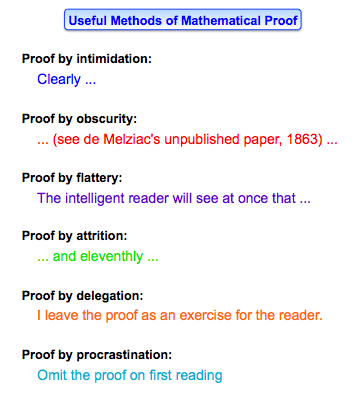 Useful Methods of Mathematical Proof
Proof by intimidation:
Clearly ...
Proof by obscurity:
... (see de Melziac's unpublished paper, 1863) ...
Proof by flattery:
The intelligent reader will see at once that ...
Proof by attrition:
... and eleventhly ...
Proof by delegation:
I leave the proof as an exercise for the reader.
Proof by procrastination:
Omit the proof on first reading